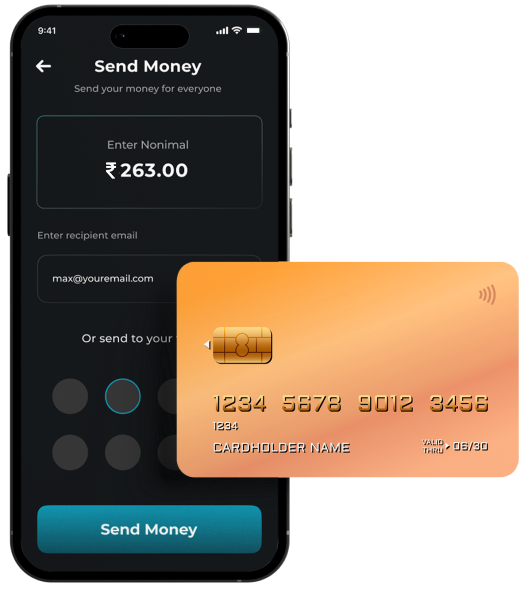 9:41
Send Money
Send your money for everyone
Enter Nonimal
₹263.00
Enter recipient email
max@youremail.com
Or send to your
1234 5678 9012 3456
1234
CARDHOLDER NAME
VALID THRU 06/30
Send Money